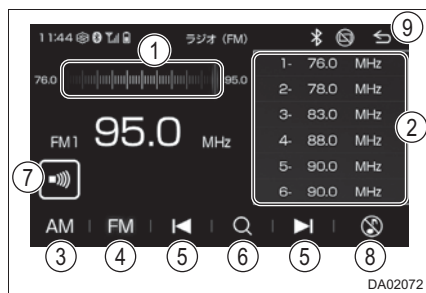 9
11:44 ラジオ (FM)
1
76.0 95.0
1- 76.0 MHz
2- 78.0 MHz
3- 83.0 MHz
4- 88.0 MHz
5- 90.0 MHz
6- 90.0 MHz
2
FM1 95.0 MHz
7
AM FM
3 4 5 6 5 8
DA02072